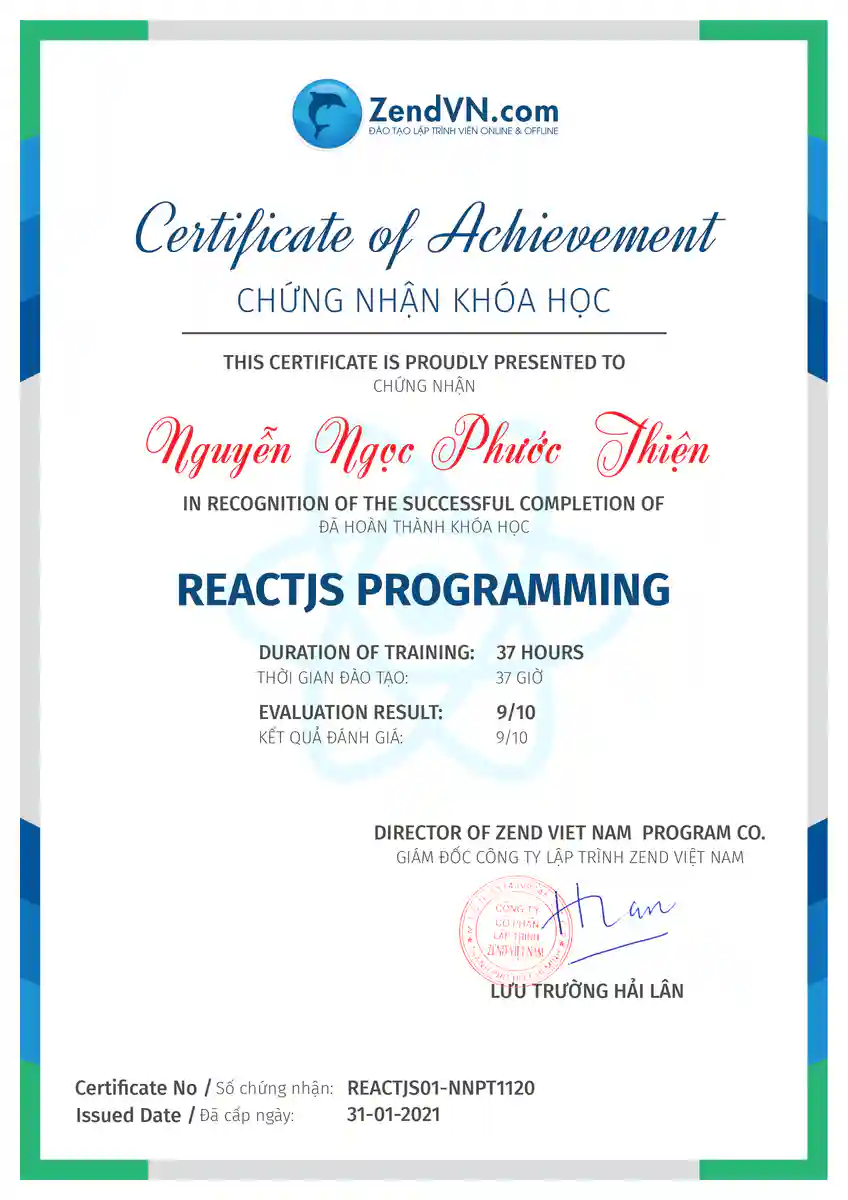 ZendVN.com
ĐÀO TẠO LẬP TRÌNH VIÊN ONLINE & OFFLINE
Certificate of Achievement
CHỨNG NHẬN KHÓA HỌC
THIS CERTIFICATE IS PROUDLY PRESENTED TO
CHỨNG NHẬN
Nguyễn Ngọc Phước Thiện
IN RECOGNITION OF THE SUCCESSFUL COMPLETION OF
ĐÃ HOÀN THÀNH KHÓA HỌC
REACTJS PROGRAMMING
DURATION OF TRAINING: 37 HOURS
THỜI GIAN ĐÀO TẠO: 37 GIỜ
EVALUATION RESULT: 9/10
KẾT QUẢ ĐÁNH GIÁ: 9/10
DIRECTOR OF ZEND VIET NAM PROGRAM CO.
GIÁM ĐỐC CÔNG TY LẬP TRÌNH ZEND VIỆT NAM
CÔNG TY
CỔ PHẦN
LẬP TRÌNH
ZEND VIỆT NAM
LƯU TRƯỜNG HẢI LÂN
Certificate No / Số chứng nhận: REACTJS01-NNPT1120
Issued Date / Đã cấp ngày: 31-01-2021